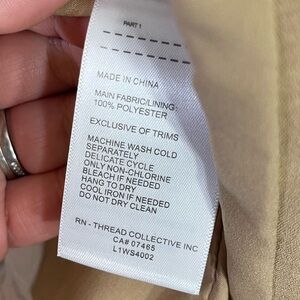 PART 1
MADE IN CHINA
MAIN FABRIC/LINING:
100% POLYESTER
EXCLUSIVE OF TRIMS
MACHINE WASH COLD
SEPARATELY
DELICATE CYCLE
ONLY NON-CHLORINE
BLEACH IF NEEDED
HANG TO DRY
COOL IRON IF NEEDED
DO NOT DRY CLEAN
RN - THREAD COLLECTIVE INC
CA# 07465
L1WS4002